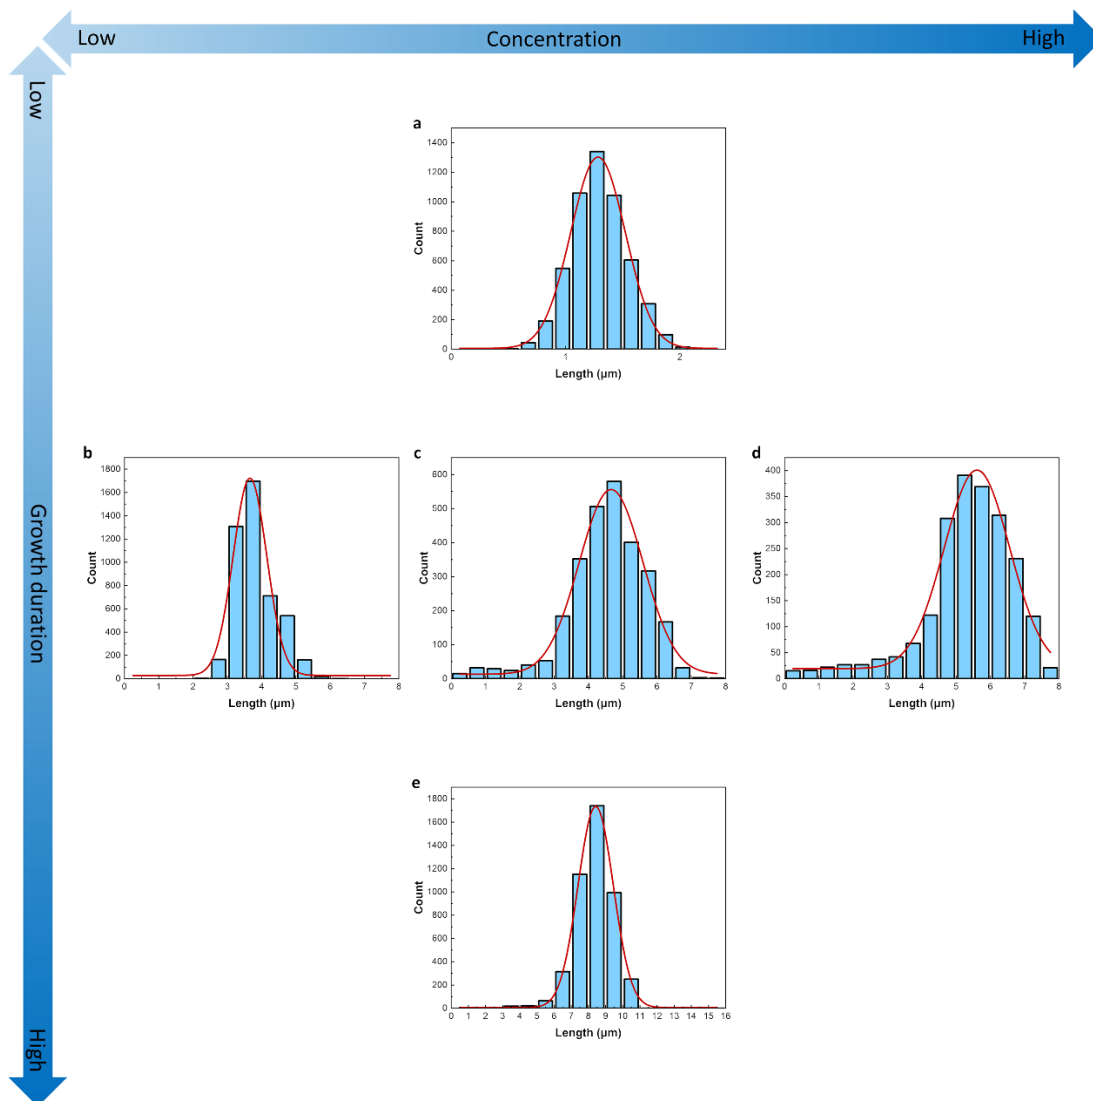 Low Concentration High
Low
Growth duration
High
a
1400
1200
1000
800
600
400
200
0
Count
0 1 2
Length (µm)
b
1800
1600
1400
1200
1000
800
600
400
200
0
Count
0 1 2 3 4 5 6 7 8
Length (µm)
c
600
500
400
300
200
100
0
Count
0 1 2 3 4 5 6 7 8
Length (µm)
d
400
350
300
250
200
150
100
50
0
Count
0 1 2 3 4 5 6 7 8
Length (µm)
e
1800
1600
1400
1200
1000
800
600
400
200
0
Count
0 1 2 3 4 5 6 7 8 9 10 11 12 13 14 15 16
Length (µm)